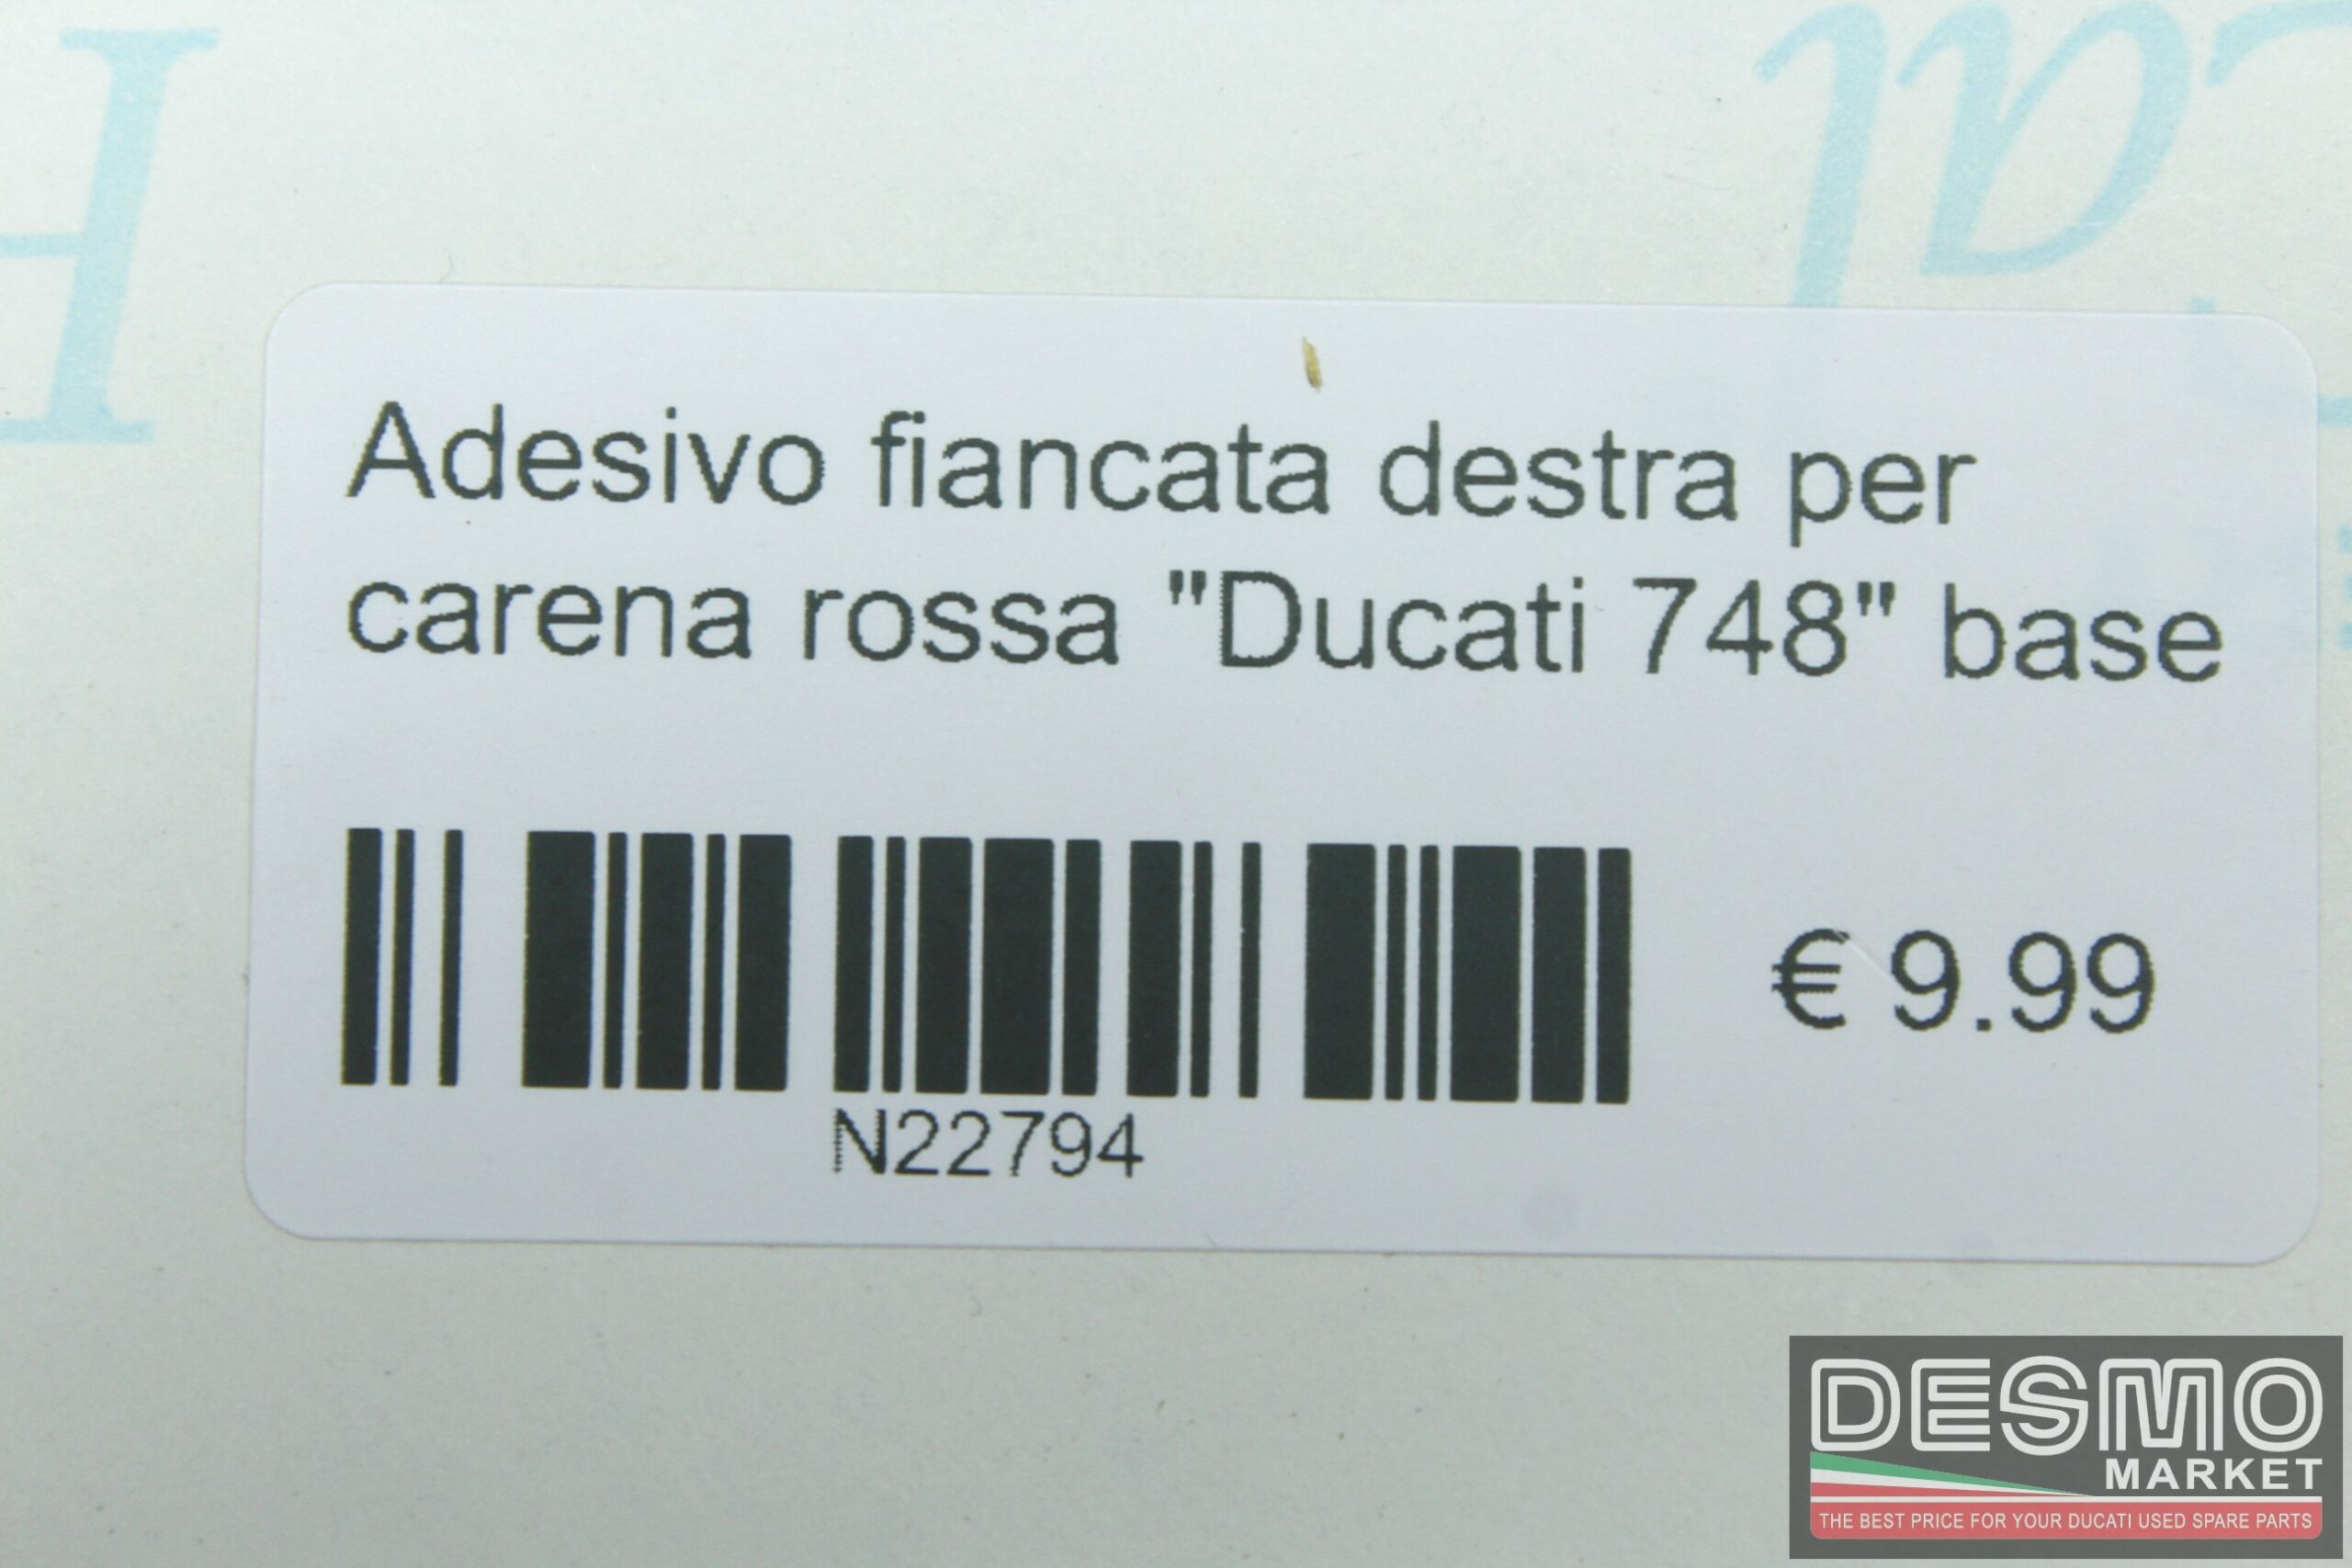 Adesivo fiancata destra per
carena rossa "Ducati 748" base
€ 9.99
N22794
DESMO
MARKET
THE BEST PRICE FOR YOUR DUCATI USED SPARE PARTS